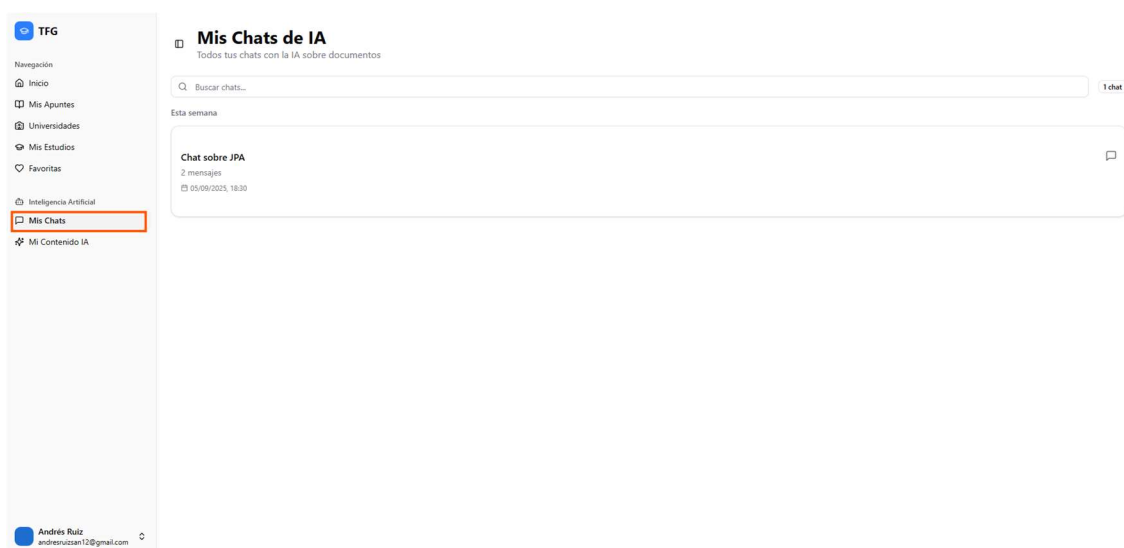 TFG
Navegación
Inicio
Mis Apuntes
Universidades
Mis Estudios
Favoritas
Inteligencia Artificial
Mis Chats
Mi Contenido IA
Andrés Ruiz
andresruizsan12@gmail.com
Mis Chats de IA
Todos tus chats con la IA sobre documentos
Buscar chats...
1 chat
Esta semana
Chat sobre JPA
2 mensajes
05/09/2025, 18:30